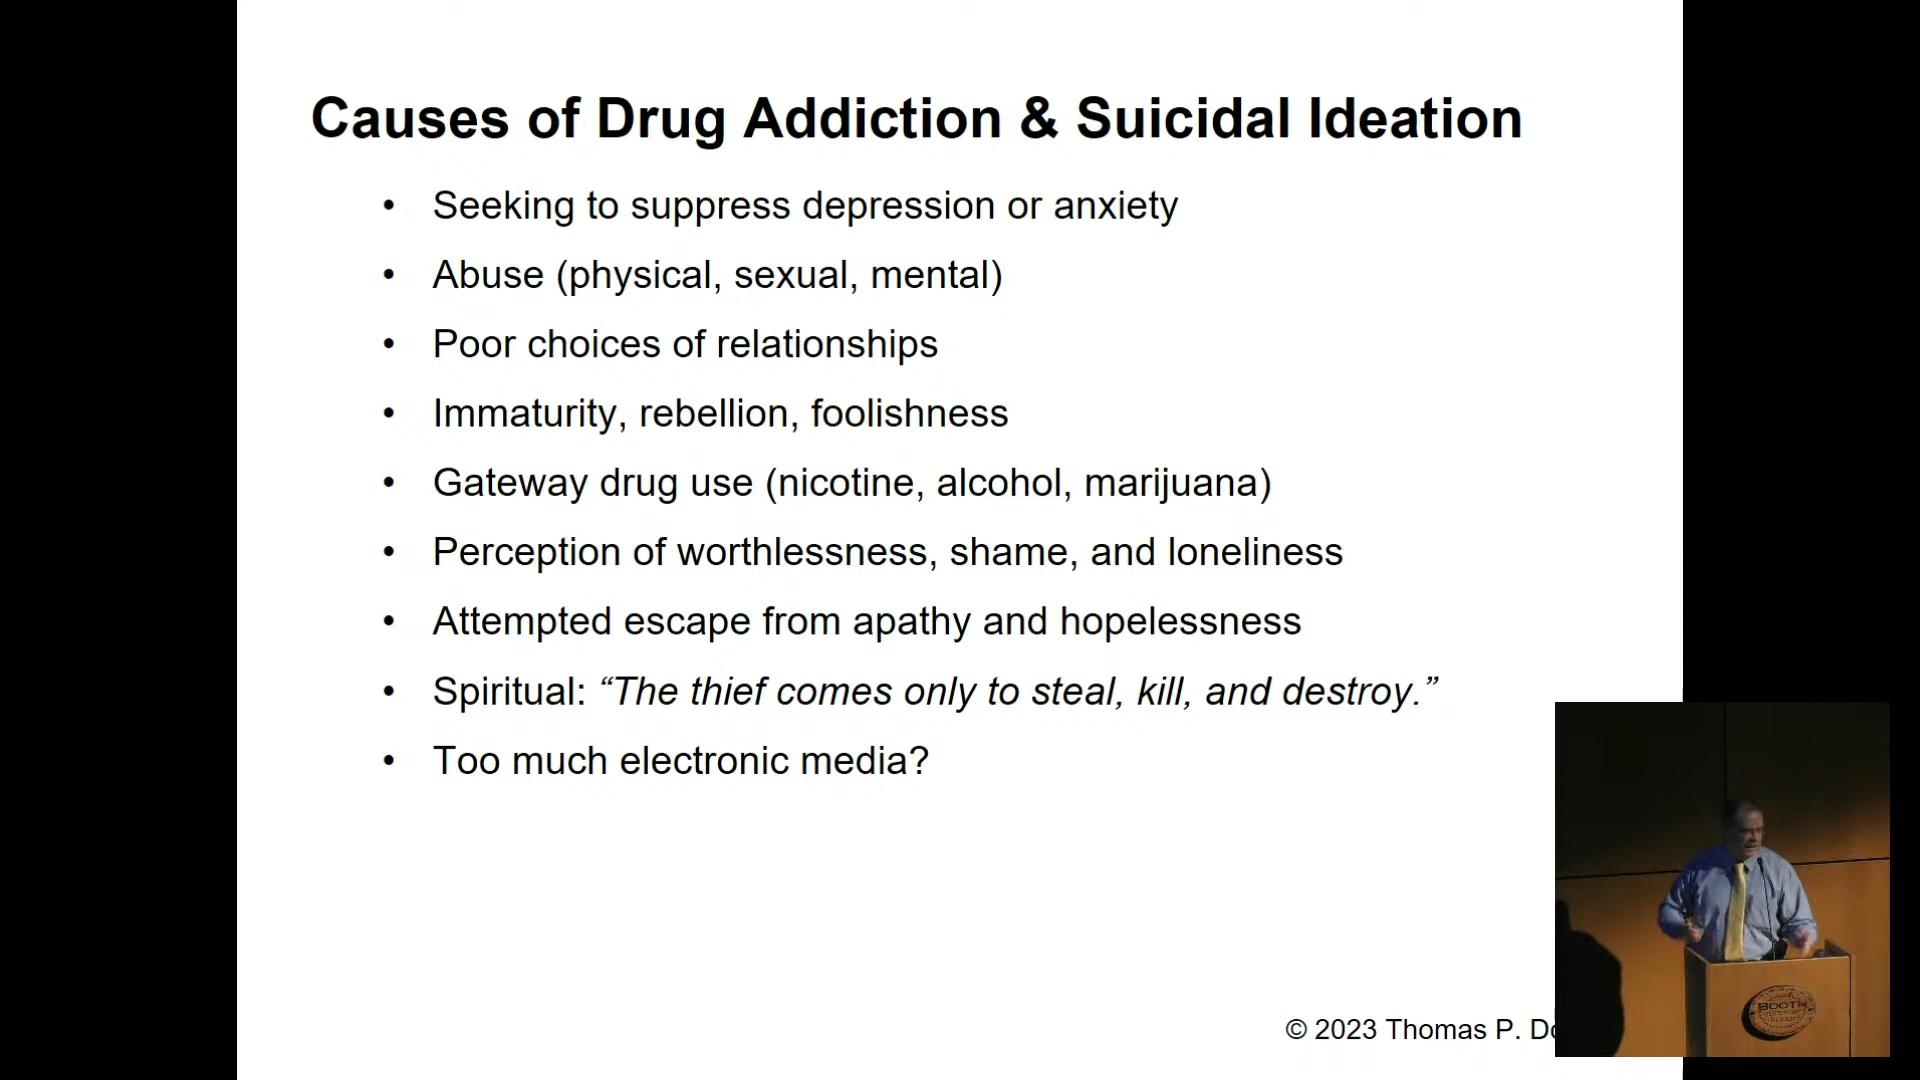 Causes of Drug Addiction & Suicidal Ideation
• Seeking to suppress depression or anxiety
• Abuse (physical, sexual, mental)
• Poor choices of relationships
• Immaturity, rebellion, foolishness
• Gateway drug use (nicotine, alcohol, marijuana)
• Perception of worthlessness, shame, and loneliness
• Attempted escape from apathy and hopelessness
• Spiritual: “The thief comes only to steal, kill, and destroy.”
• Too much electronic media?
© 2023 Thomas P.
BOOTH